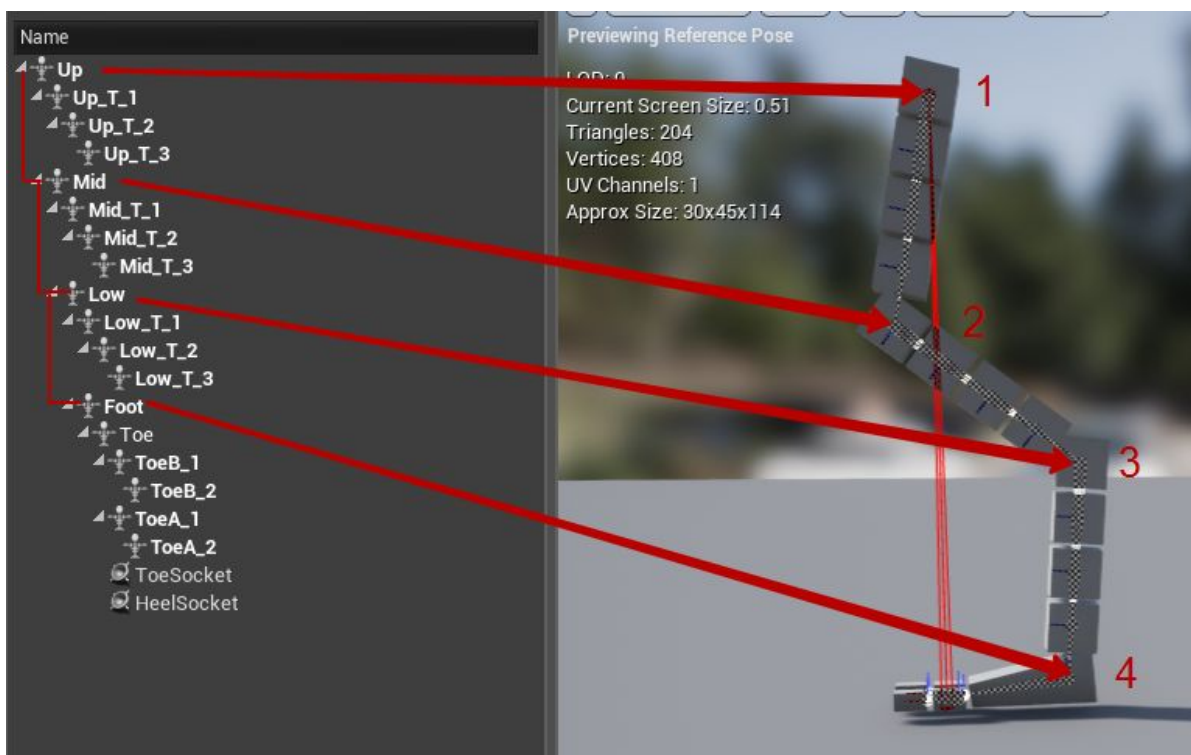 Name
Up
Up_T_1
Up_T_2
Up_T_3
Mid
Mid_T_1
Mid_T_2
Mid_T_3
Low
Low_T_1
Low_T_2
Low_T_3
Foot
Toe
ToeB_1
ToeB_2
ToeA_1
ToeA_2
ToeSocket
HeelSocket
Previewing Reference Pose
LOD: 0
Current Screen Size: 0.51
Triangles: 204
Vertices: 408
UV Channels: 1
Approx Size: 30x45x114
1
2
3
4